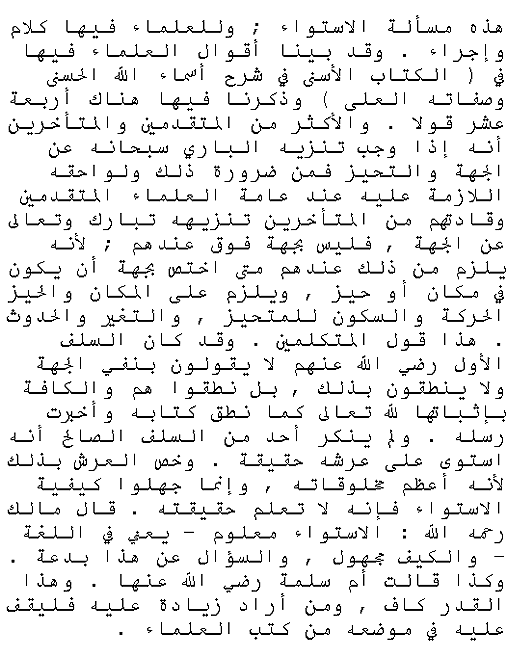 هذه مسألة الاستواء ; وللعلماء فيها كلام
وإجراء . وقد بينا أقوال العلماء فيها
في ( الكتاب الأسنى في شرح أسماء الله الحسنى
وصفاته العلى ) وذكرنا فيها هناك أربعة
عشر قولا . والأكثر من المتقدمين والمتأخرين
أنه إذا وجب تنزيه الباري سبحانه عن
الجهة والتحيز فمن ضرورة ذلك ولواحقه
اللازمة عليه عند عامة العلماء المتقدمين
وقادتهم من المتأخرين تنزيهه تبارك وتعالى
عن الجهة , فليس بجهة فوق عندهم ; لأنه
يلزم من ذلك عندهم متى اختص بجهة أن يكون
في مكان أو حيز , ويلزم على المكان والحيز
الحركة والسكون للمتحيز , والتغير والحدوث
. هذا قول المتكلمين . وقد كان السلف
الأول رضي الله عنهم لا يقولون بنفي الجهة
ولا ينطقون بذلك , بل نطقوا هم والكافة
بإثباتها لله تعالى كما نطق كتابه وأخبرت
رسله . ولم ينكر أحد من السلف الصالح أنه
استوى على عرشه حقيقة . وخص العرش بذلك
لأنه أعظم مخلوقاته , وإنما جهلوا كيفية
الاستواء فإنه لا تعلم حقيقته . قال مالك
رحمه الله : الاستواء معلوم - يعني في اللغة
- والكيف مجهول , والسؤال عن هذا بدعة .
وكذا قالت أم سلمة رضي الله عنها . وهذا
القدر كاف , ومن أراد زيادة عليه فليقف
عليه في موضعه من كتب العلماء .